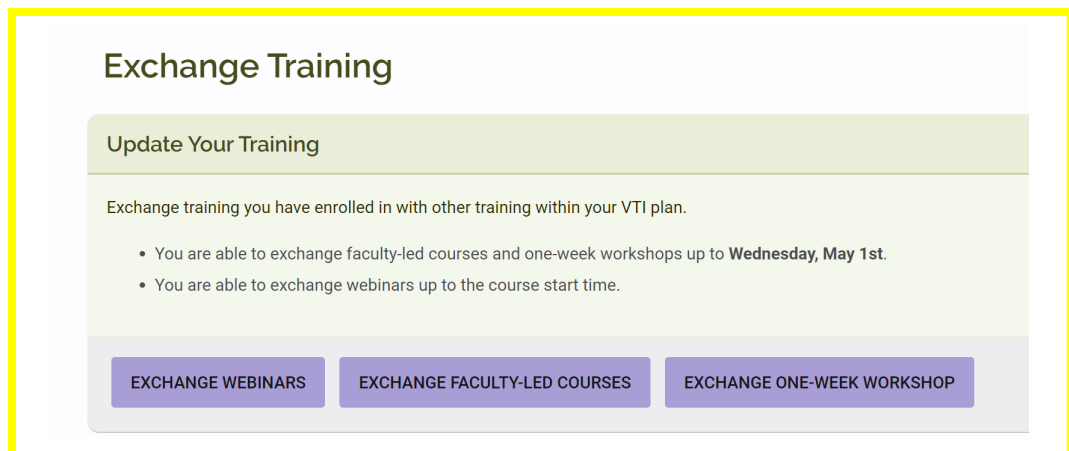 Exchange Training
Update Your Training
Exchange training you have enrolled in with other training within your VTI plan.
• You are able to exchange faculty-led courses and one-week workshops up to Wednesday, May 1st.
• You are able to exchange webinars up to the course start time.
EXCHANGE WEBINARS EXCHANGE FACULTY-LED COURSES EXCHANGE ONE-WEEK WORKSHOP